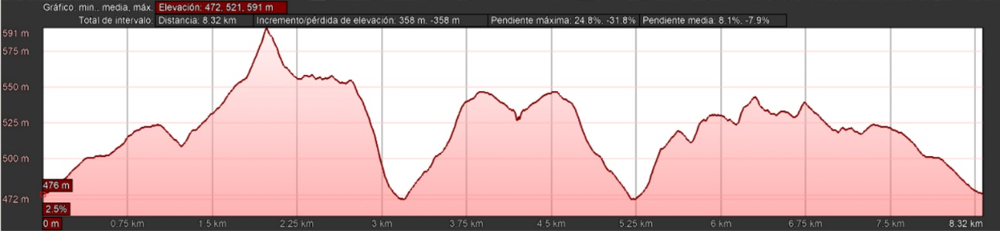 Gráfico: min., media, máx. Elevación: 472, 521, 591 m
Total de intervalo: Distancia: 8.32 km Incremento/pérdida de elevación: 358 m. -358 m Pendiente máxima: 24.8%, -31.8% Pendiente media: 8.1%, -7.9%
591 m
575 m
550 m
525 m
500 m
476 m
472 m
2.5%
0 m 0.75 km 1.5 km 2.25 km 3 km 3.75 km 4.5 km 5.25 km 6 km 6.75 km 7.5 km 8.32 km